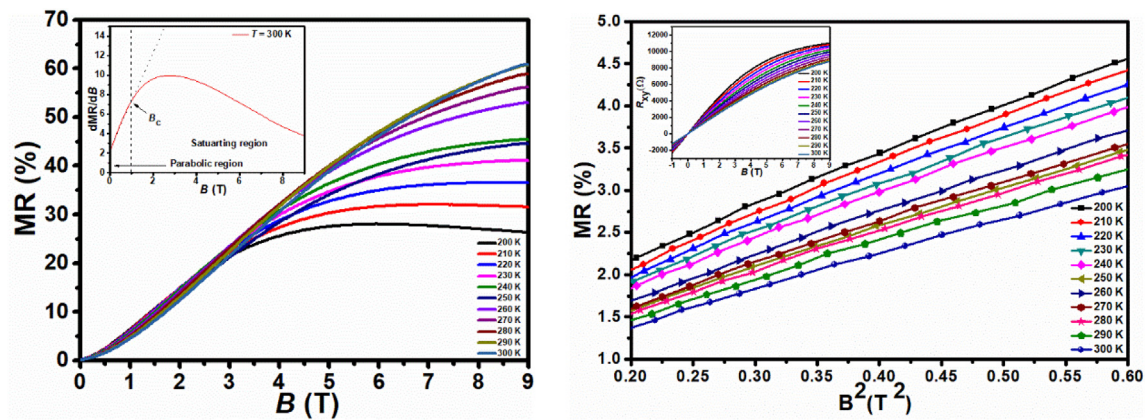 70
60
50
40
30
20
10
0
0 1 2 3 4 5 6 7 8 9
MR (%)
B (T)
14
12
10
8
6
4
2
0
0 2 4 6 8
dMR/dB
B (T)
T = 300 K
B_C
Satuarting region
Parabolic region
200 K
210 K
220 K
230 K
240 K
250 K
260 K
270 K
280 K
290 K
300 K
5.0
4.5
4.0
3.5
3.0
2.5
2.0
1.5
1.0
0.20 0.25 0.30 0.35 0.40 0.45 0.50 0.55 0.60
MR (%)
B²(T ²)
12000
10000
8000
6000
4000
2000
0
-2000
-1 0 1 2 3 4 5 6 7 8 9
R_xy(Ω)
B (T)
200 K
210 K
220 K
230 K
240 K
250 K
260 K
270 K
280 K
290 K
300 K
200 K
210 K
220 K
230 K
240 K
250 K
260 K
270 K
280 K
290 K
300 K